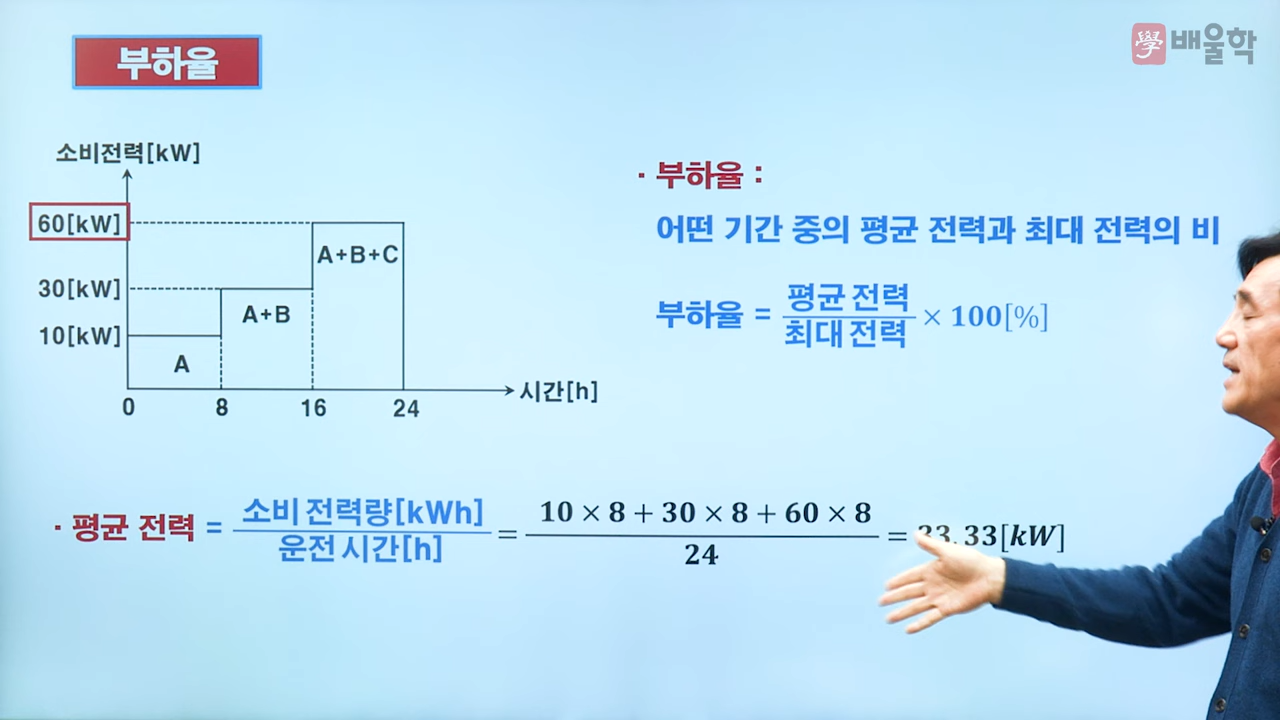 부하율
學 배울학
소비전력[kW]
60[kW]
30[kW]
10[kW]
A
A+B
A+B+C
0
8
16
24
시간[h]
· 부하율 :
어떤 기간 중의 평균 전력과 최대 전력의 비
부하율 = 평균 전력 / 최대 전력 × 100[%]
· 평균 전력 = 소비 전력량[kWh] / 운전 시간[h] = 10 × 8 + 30 × 8 + 60 × 8 / 24 = 33.33[kW]